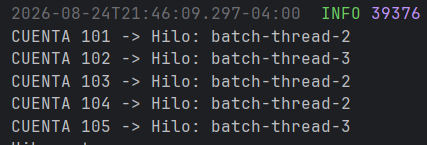 2026-08-24T21:46:09.297-04:00  INFO 39376
CUENTA 101 -> Hilo: batch-thread-2
CUENTA 102 -> Hilo: batch-thread-3
CUENTA 103 -> Hilo: batch-thread-2
CUENTA 104 -> Hilo: batch-thread-2
CUENTA 105 -> Hilo: batch-thread-3